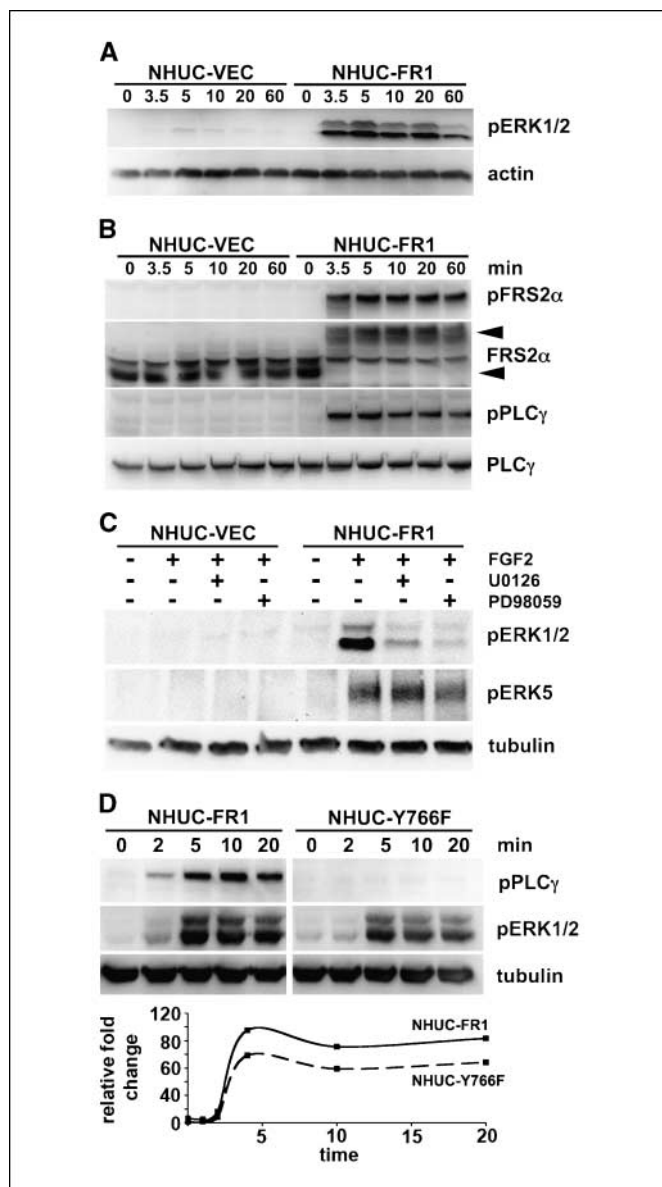 A
NHUC-VEC NHUC-FR1
0 3.5 5 10 20 60 0 3.5 5 10 20 60
pERK1/2
actin
B
NHUC-VEC NHUC-FR1
0 3.5 5 10 20 60 0 3.5 5 10 20 60 min
pFRS2α
FRS2α
pPLCγ
PLCγ
C
NHUC-VEC NHUC-FR1
- + + + - + + + FGF2
- - + - - - + - U0126
- - - + - - - + PD98059
pERK1/2
pERK5
tubulin
D
NHUC-FR1 NHUC-Y766F
0 2 5 10 20 0 2 5 10 20 min
pPLCγ
pERK1/2
tubulin
relative fold change
120
80
60
40
0
NHUC-FR1
NHUC-Y766F
5 10 15 20
time